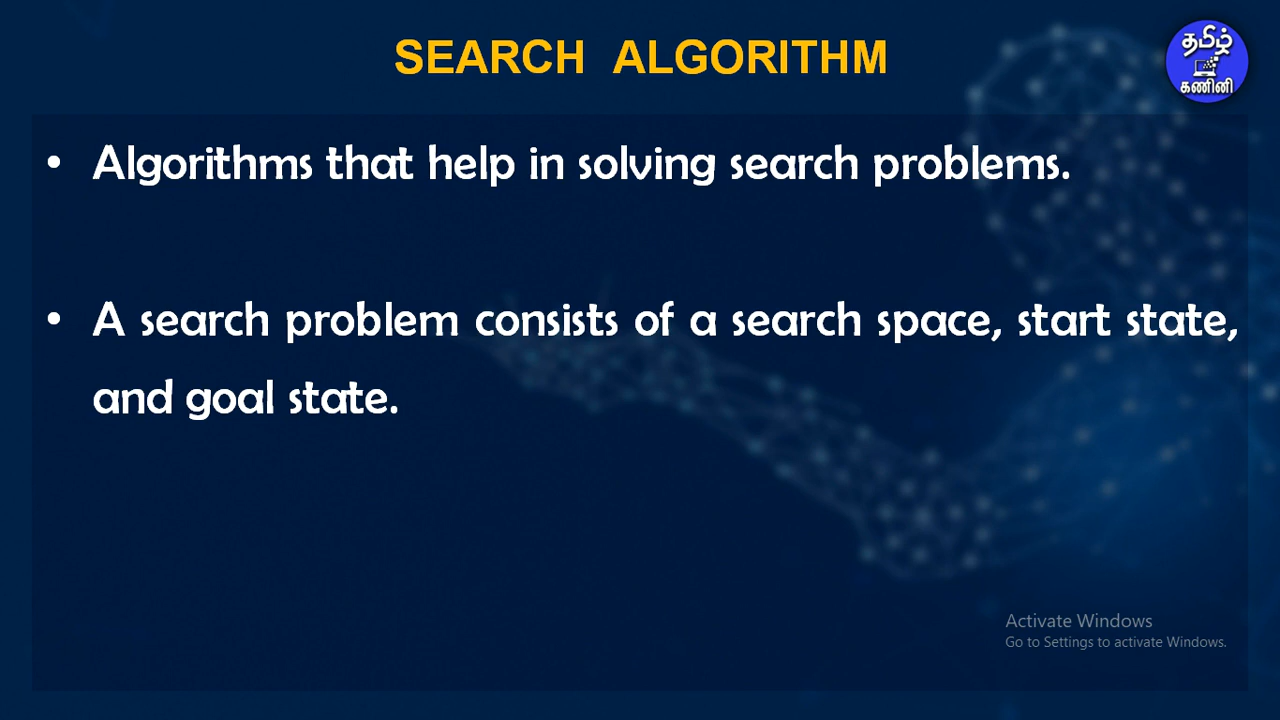 SEARCH ALGORITHM
தமிழ்
கணினி
• Algorithms that help in solving search problems.
• A search problem consists of a search space, start state,
and goal state.
Activate Windows
Go to Settings to activate Windows.